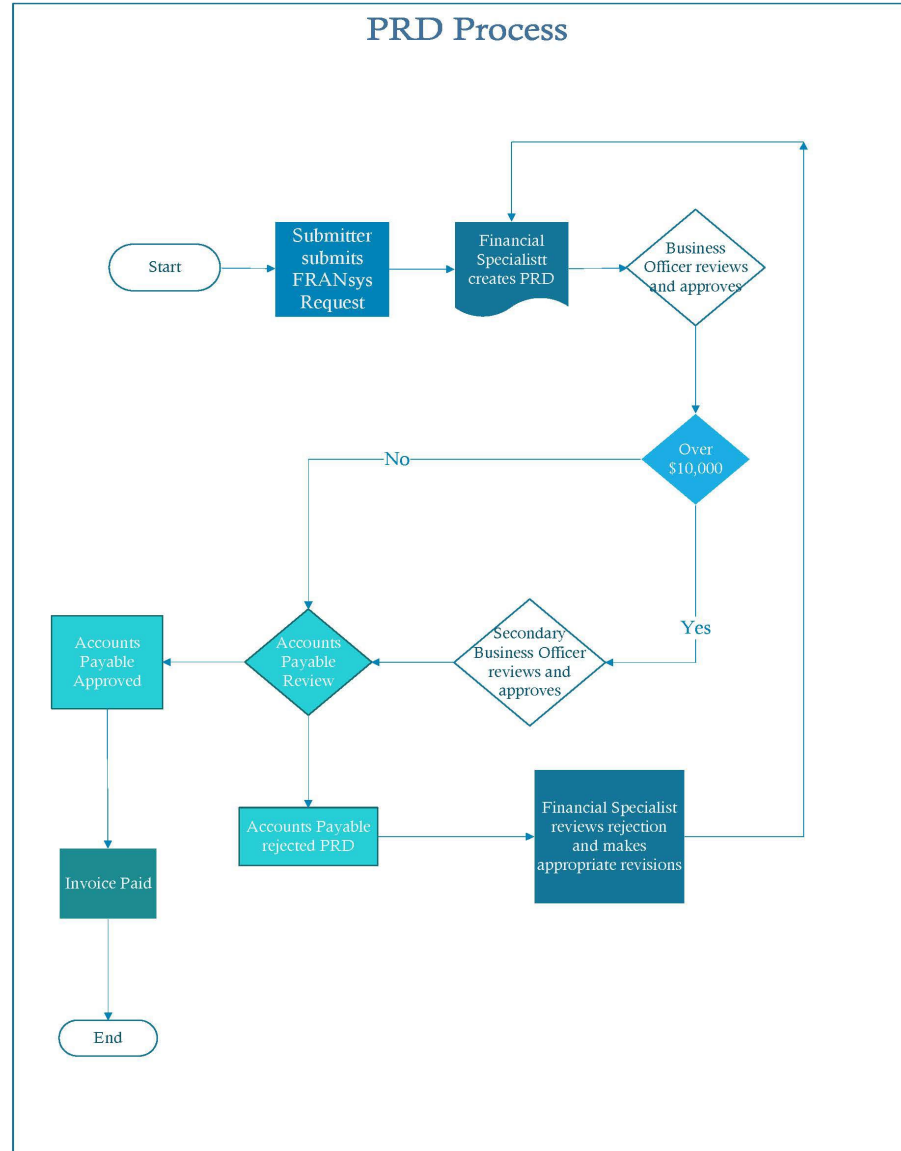 PRD Process
Start
Submitter
submits
FRANsys
Request
Financial
Specialistt
creates PRD
Business
Officer reviews
and approves
Over
$10,000
No
Yes
Accounts
Payable
Approved
Accounts
Payable
Review
Secondary
Business Officer
reviews and
approves
Accounts Payable
rejected PRD
Financial Specialist
reviews rejection
and makes
appropriate revisions
Invoice Paid
End